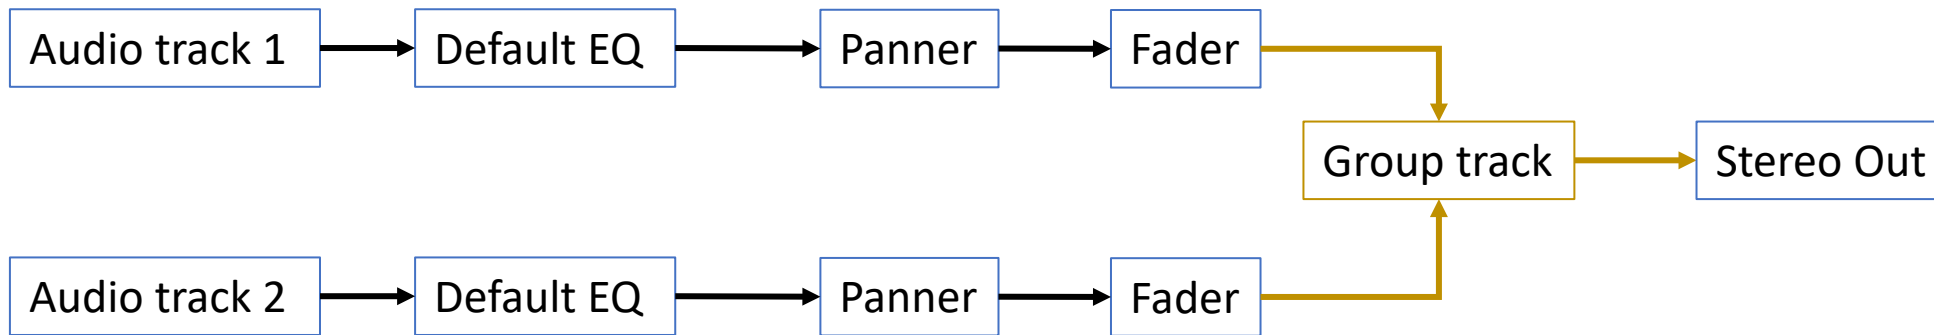 Audio track 1
Default EQ
Panner
Fader
Group track
Stereo Out
Audio track 2
Default EQ
Panner
Fader